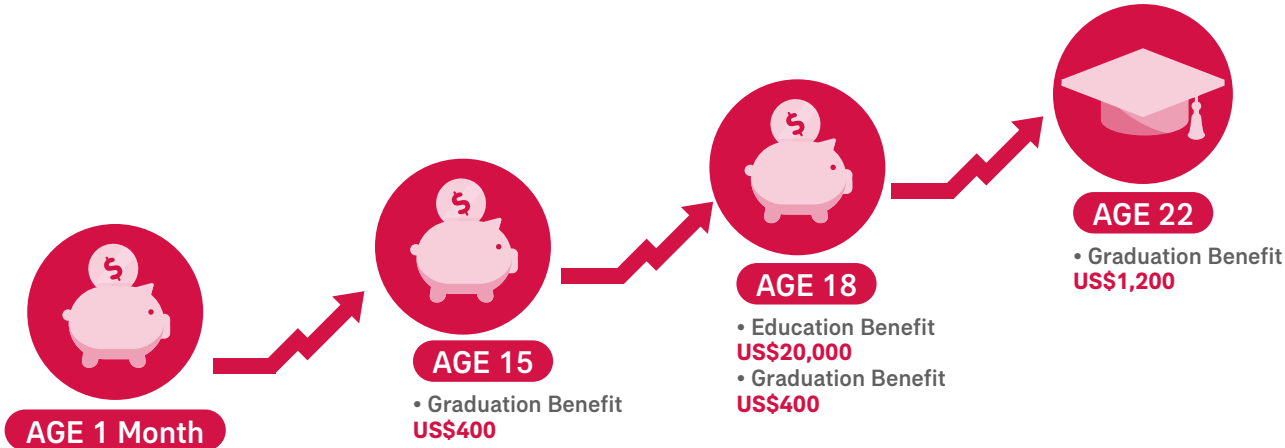 AGE 1 Month
AGE 15
• Graduation Benefit
US$400
AGE 18
• Education Benefit
US$20,000
• Graduation Benefit
US$400
AGE 22
• Graduation Benefit
US$1,200
$
$
$